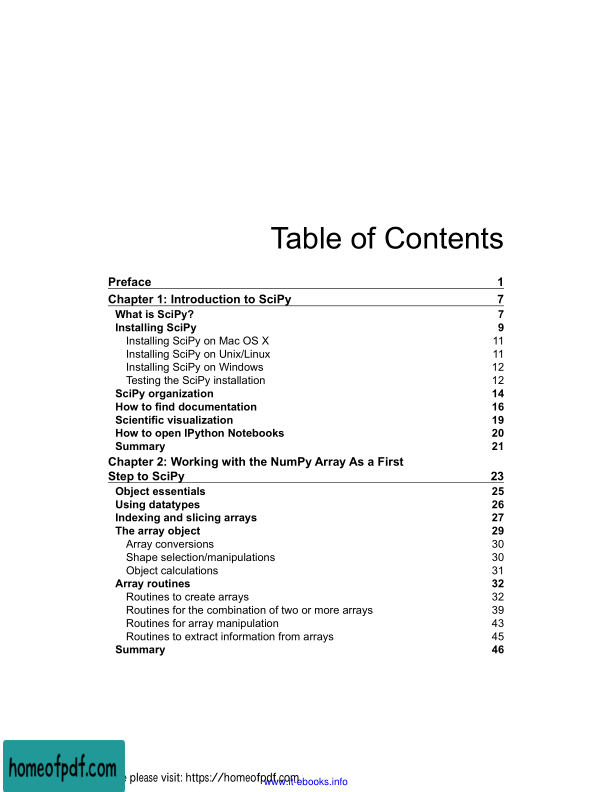 Table of Contents
Preface 1
Chapter 1: Introduction to SciPy 7
What is SciPy? 7
Installing SciPy 9
Installing SciPy on Mac OS X 11
Installing SciPy on Unix/Linux 11
Installing SciPy on Windows 12
Testing the SciPy installation 12
SciPy organization 14
How to find documentation 16
Scientific visualization 19
How to open IPython Notebooks 20
Summary 21
Chapter 2: Working with the NumPy Array As a First
Step to SciPy 23
Object essentials 25
Using datatypes 26
Indexing and slicing arrays 27
The array object 29
Array conversions 30
Shape selection/manipulations 30
Object calculations 31
Array routines 32
Routines to create arrays 32
Routines for the combination of two or more arrays 39
Routines for array manipulation 43
Routines to extract information from arrays 45
Summary 46
homeofpdf.com
please visit: https://homeofpdf.com
www.it-ebooks.info